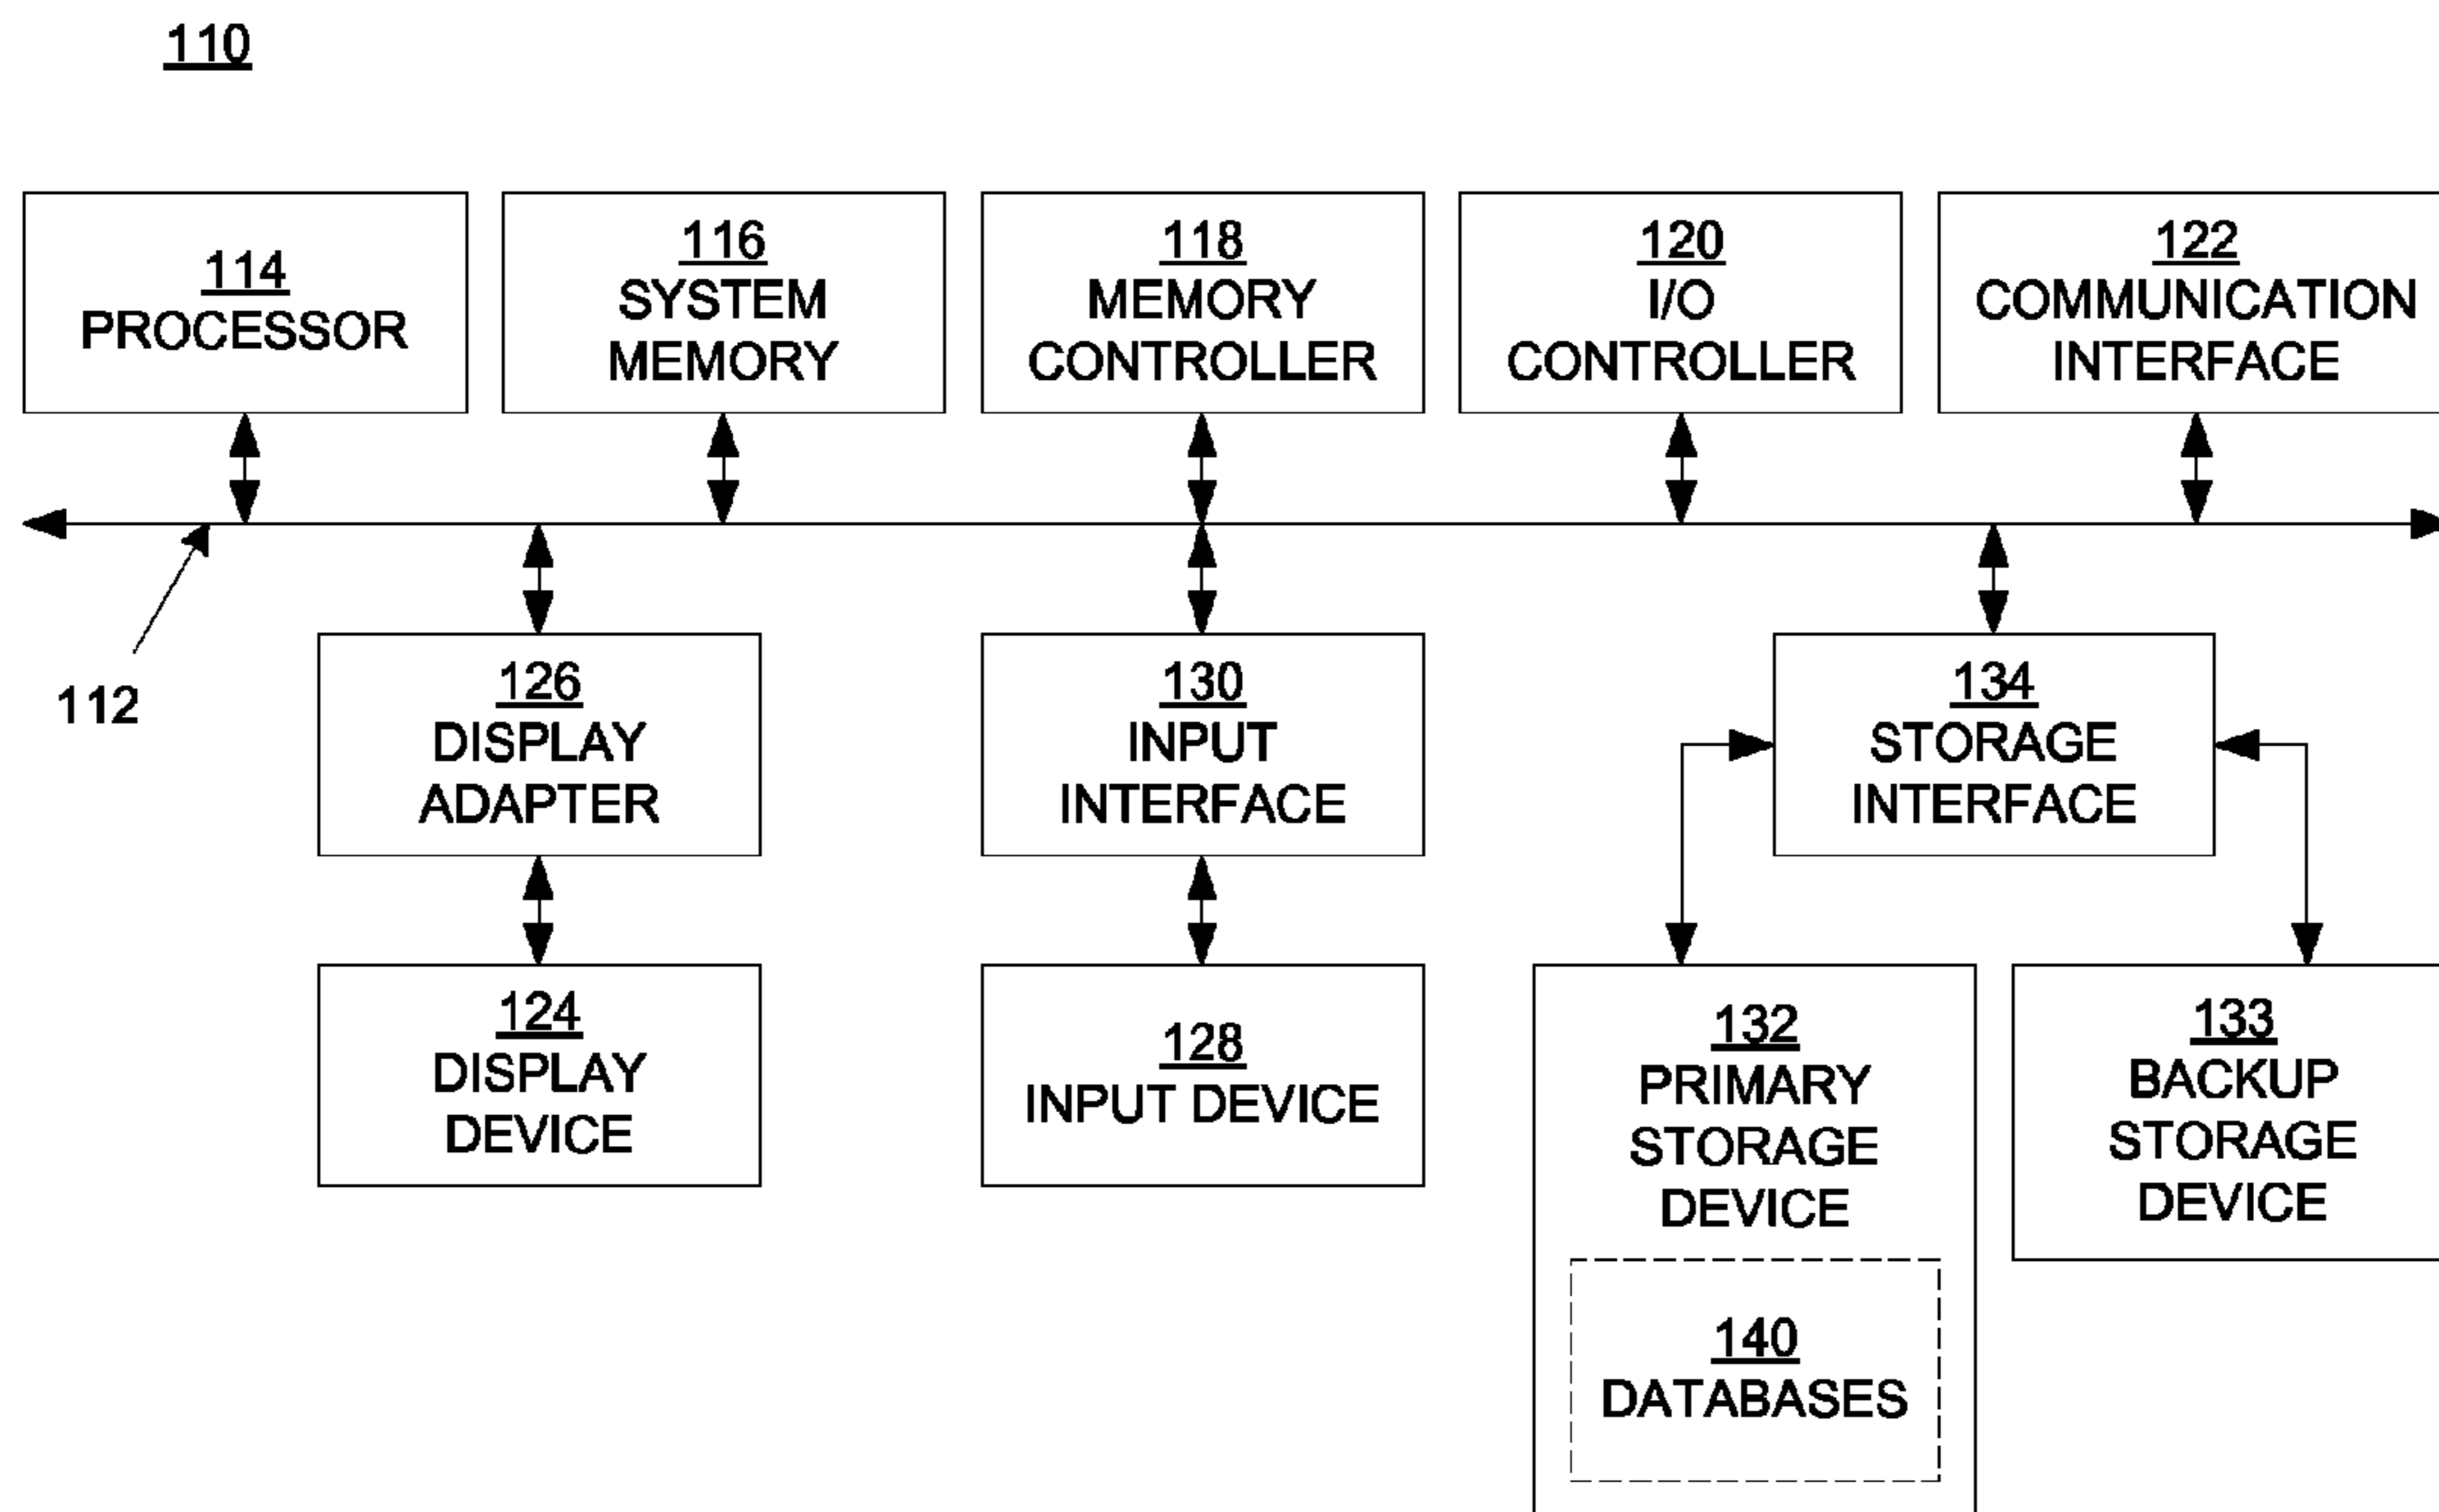 110
114
PROCESSOR
116
SYSTEM
MEMORY
118
MEMORY
CONTROLLER
120
I/O
CONTROLLER
122
COMMUNICATION
INTERFACE
112
126
DISPLAY
ADAPTER
130
INPUT
INTERFACE
134
STORAGE
INTERFACE
124
DISPLAY
DEVICE
128
INPUT DEVICE
132
PRIMARY
STORAGE
DEVICE
140
DATABASES
133
BACKUP
STORAGE
DEVICE